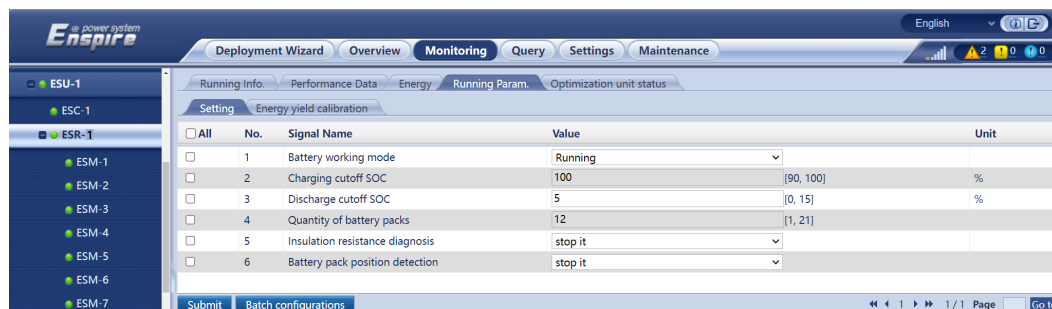 Enspire e power system
English
Deployment Wizard Overview Monitoring Query Settings Maintenance
2 0 0
ESU-1
ESC-1
ESR-1
ESM-1
ESM-2
ESM-3
ESM-4
ESM-5
ESM-6
ESM-7
Running Info. Performance Data Energy Running Param. Optimization unit status
Setting Energy yield calibration
All No. Signal Name Value Unit
1 Battery working mode Running
2 Charging cutoff SOC 100 [90, 100] %
3 Discharge cutoff SOC 5 [0, 15] %
4 Quantity of battery packs 12 [1, 21]
5 Insulation resistance diagnosis stop it
6 Battery pack position detection stop it
Submit Batch configurations 1 1/1 Page Go to